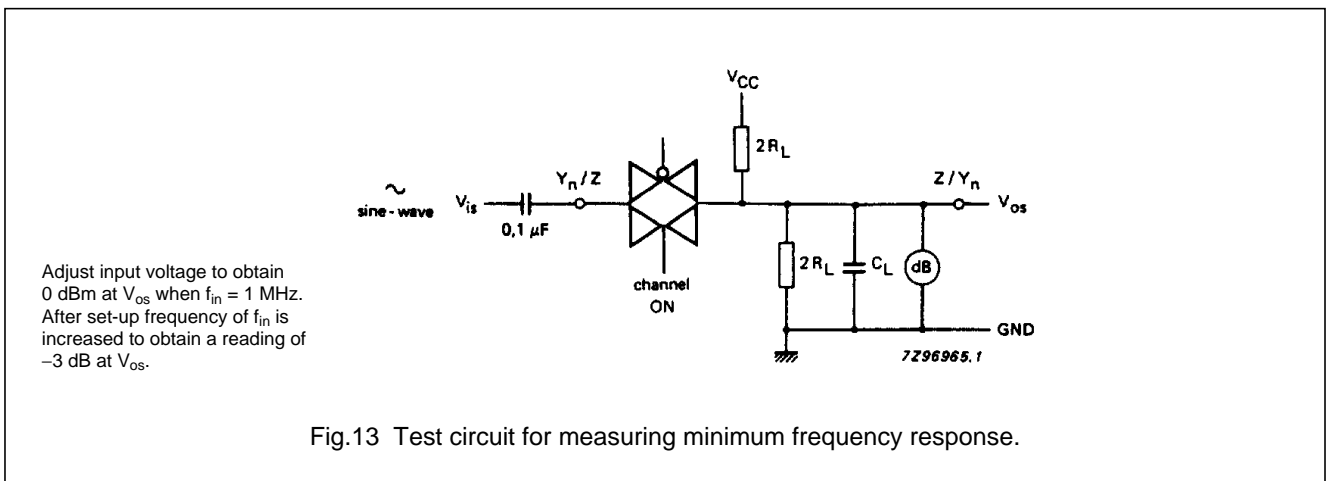 V_CC
2R_L
Y_n/Z
Z/Y_n
~
sine-wave
V_is
0,1 μF
V_os
2R_L
C_L
dB
channel
ON
GND
7Z96965.1
Adjust input voltage to obtain
0 dBm at V_os when f_in = 1 MHz.
After set-up frequency of f_in is
increased to obtain a reading of
−3 dB at V_os.
Fig.13 Test circuit for measuring minimum frequency response.